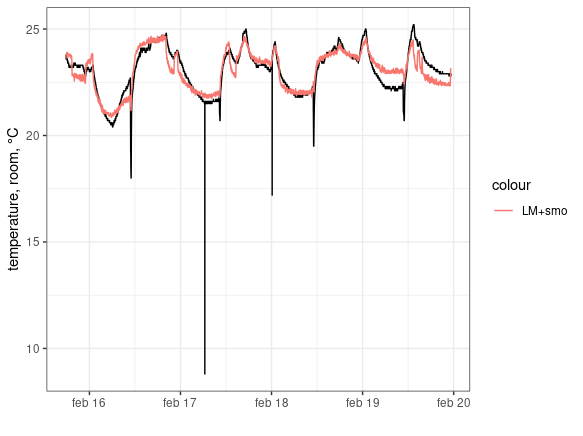 25
20
15
10
temperature, room, °C
feb 16
feb 17
feb 18
feb 19
feb 20
colour
LM+smo